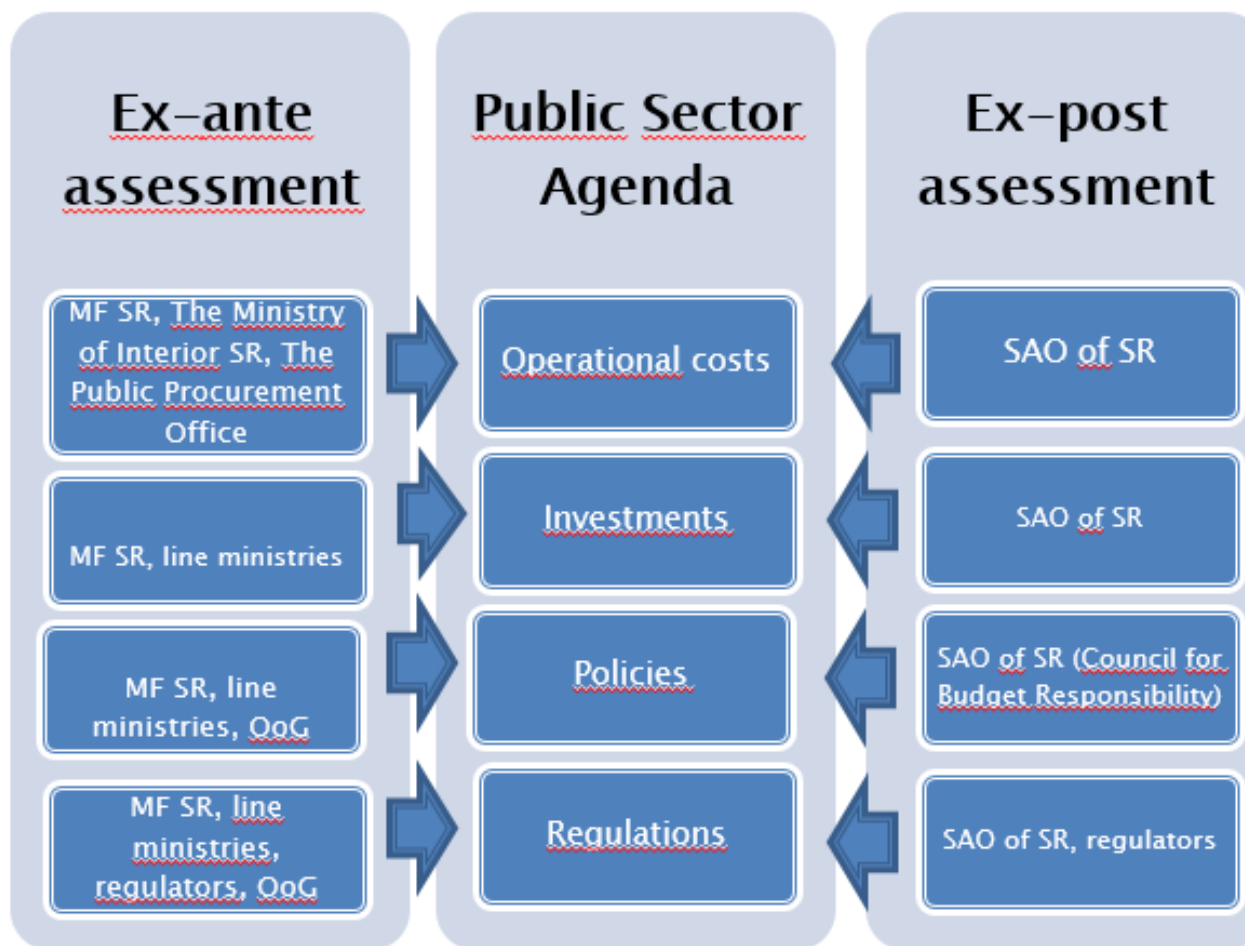 Ex-ante
assessment
MF SR, The Ministry
of Interior SR, The
Public Procurement
Office
MF SR, line ministries
MF SR, line
ministries, OoG
MF SR, line
ministries,
regulators, OoG
Public Sector
Agenda
Operational costs
Investments
Policies
Regulations
Ex-post
assessment
SAO of SR
SAO of SR
SAO of SR (Council for
Budget Responsibility)
SAO of SR, regulators